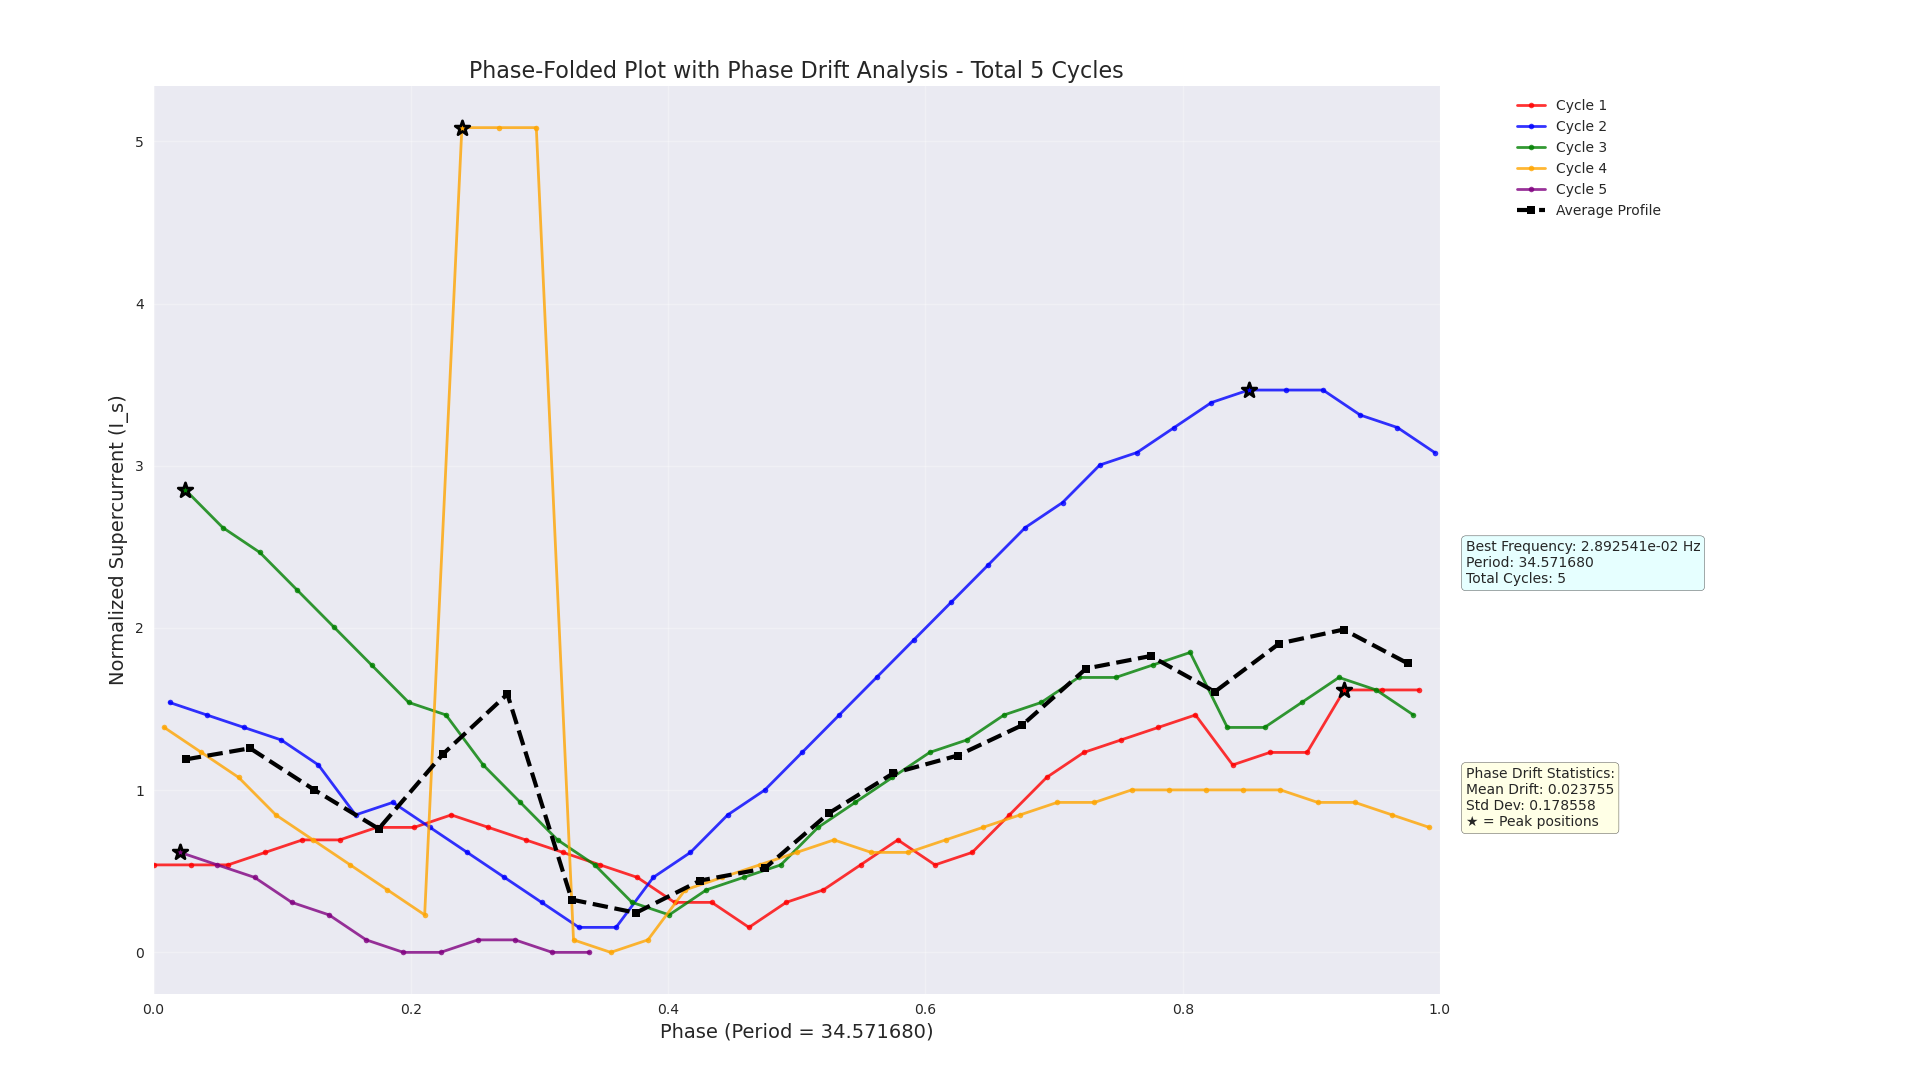 Phase-Folded Plot with Phase Drift Analysis - Total 5 Cycles
Normalized Supercurrent (I_s)
5
4
3
2
1
0
0.0
0.2
0.4
0.6
0.8
1.0
Phase (Period = 34.571680)
Cycle 1
Cycle 2
Cycle 3
Cycle 4
Cycle 5
Average Profile
Best Frequency: 2.892541e-02 Hz
Period: 34.571680
Total Cycles: 5
Phase Drift Statistics:
Mean Drift: 0.023755
Std Dev: 0.178558
★ = Peak positions